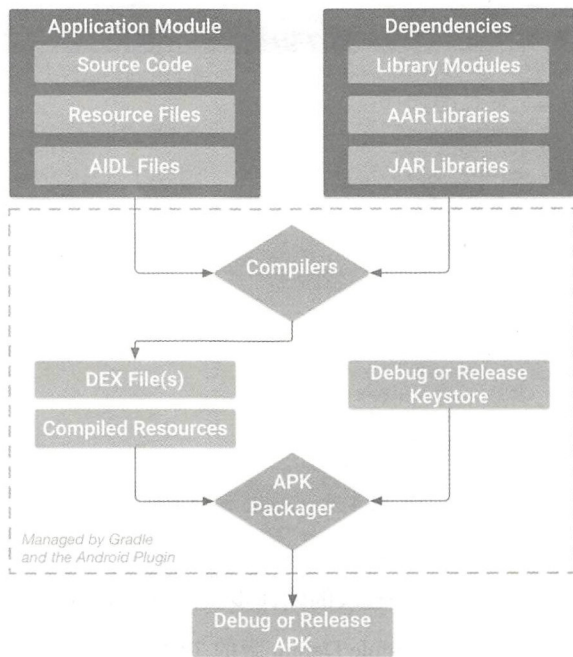 Application Module
Source Code
Resource Files
AIDL Files
Dependencies
Library Modules
AAR Libraries
JAR Libraries
Compilers
DEX File(s)
Compiled Resources
Debug or Release
Keystore
APK
Packager
Managed by Gradle
and the Android Plugin
Debug or Release
APK